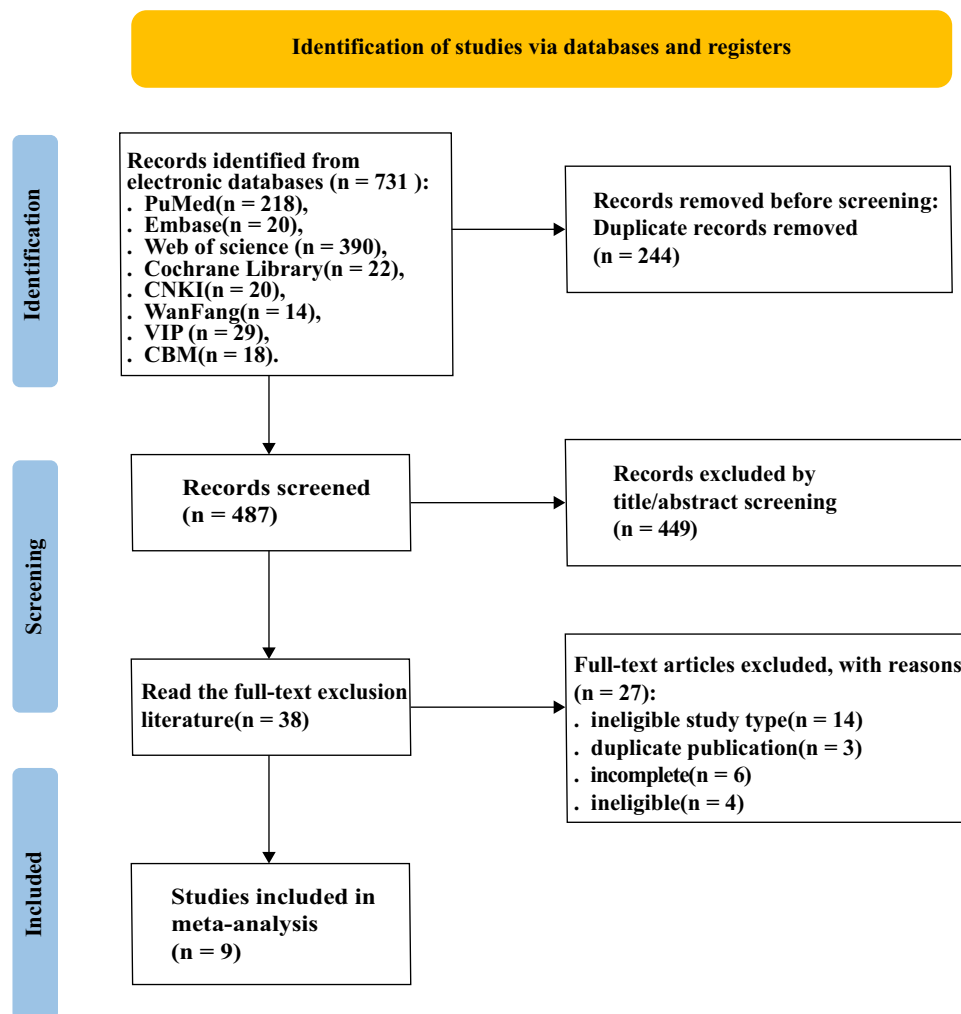 Identification of studies via databases and registers
Identification
Records identified from
electronic databases (n = 731 ):
. PuMed(n = 218),
. Embase(n = 20),
. Web of science (n = 390),
. Cochrane Library(n = 22),
. CNKI(n = 20),
. WanFang(n = 14),
. VIP (n = 29),
. CBM(n = 18).
Records removed before screening:
Duplicate records removed
(n = 244)
Screening
Records screened
(n = 487)
Records excluded by
title/abstract screening
(n = 449)
Read the full-text exclusion
literature(n = 38)
Full-text articles excluded, with reasons
(n = 27):
. ineligible study type(n = 14)
. duplicate publication(n = 3)
. incomplete(n = 6)
. ineligible(n = 4)
Included
Studies included in
meta-analysis
(n = 9)